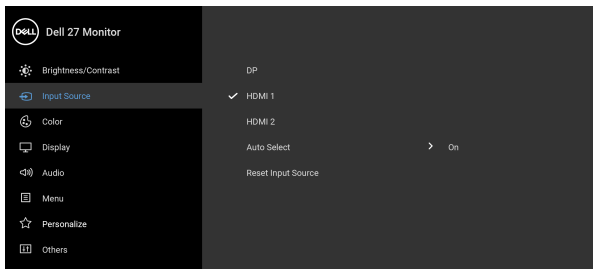 DELL Dell 27 Monitor
Brightness/Contrast
Input Source
Color
Display
Audio
Menu
Personalize
Others
DP
HDMI 1
HDMI 2
Auto Select On
Reset Input Source